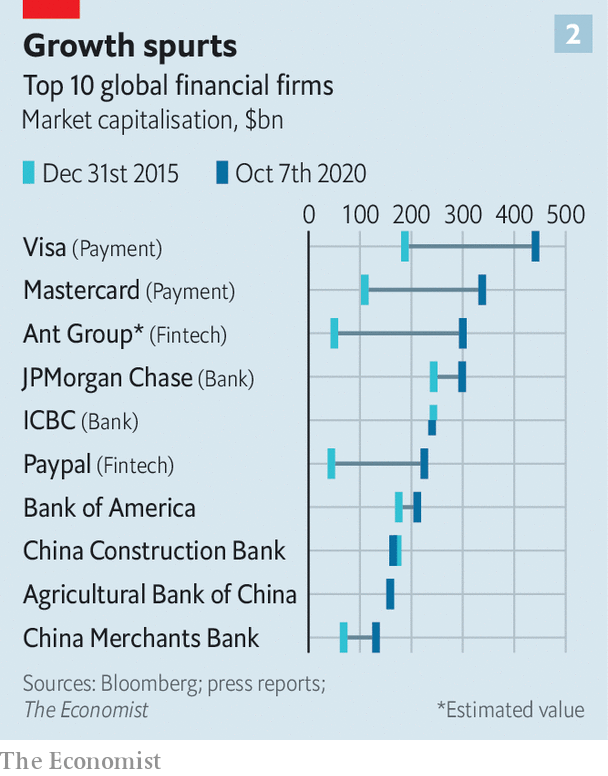 Growth spurts
2
Top 10 global financial firms
Market capitalisation, $bn
Dec 31st 2015 Oct 7th 2020
0 100 200 300 400 500
Visa (Payment)
Mastercard (Payment)
Ant Group* (Fintech)
JPMorgan Chase (Bank)
ICBC (Bank)
Paypal (Fintech)
Bank of America
China Construction Bank
Agricultural Bank of China
China Merchants Bank
Sources: Bloomberg; press reports;
The Economist
*Estimated value
The Economist